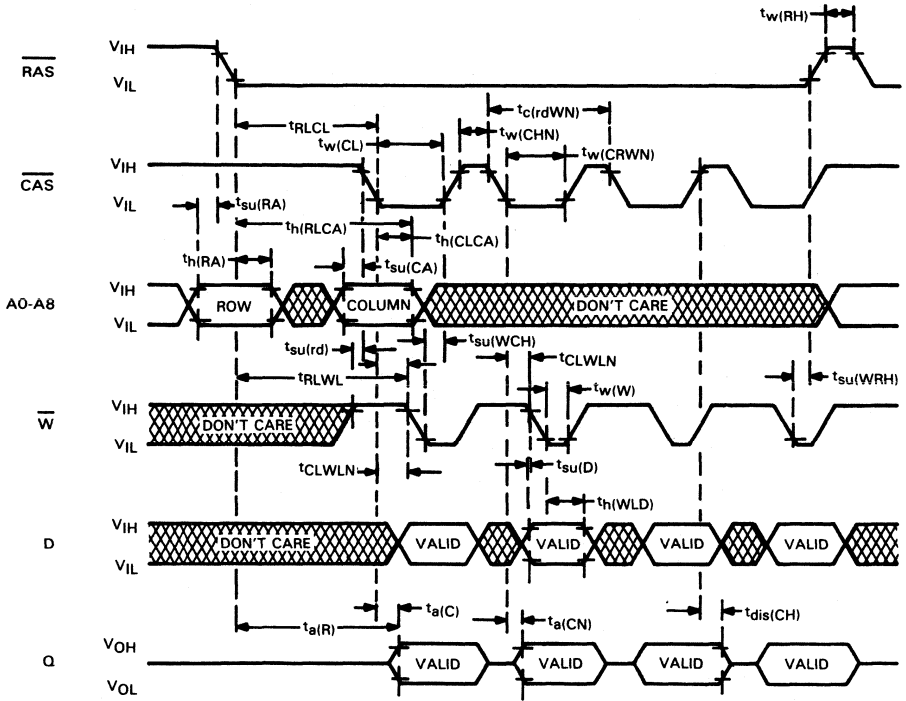 tw(RH)
RAS
VIH
VIL
tc(rdWN)
tRLCL
tw(CHN)
tw(CL)
tw(CRWN)
CAS
VIH
VIL
tsu(RA)
th(RLCA)
th(CLCA)
th(RA)
tsu(CA)
A0-A8
VIH
VIL
ROW
COLUMN
DON'T CARE
tsu(rd)
tsu(WCH)
tCLWLN
tRLWL
tw(W)
tsu(WRH)
W
VIH
VIL
DON'T CARE
tCLWLN
tsu(D)
th(WLD)
D
VIH
VIL
DON'T CARE
VALID
VALID
VALID
VALID
ta(C)
ta(R)
ta(CN)
tdis(CH)
Q
VOH
VOL
VALID
VALID
VALID
VALID